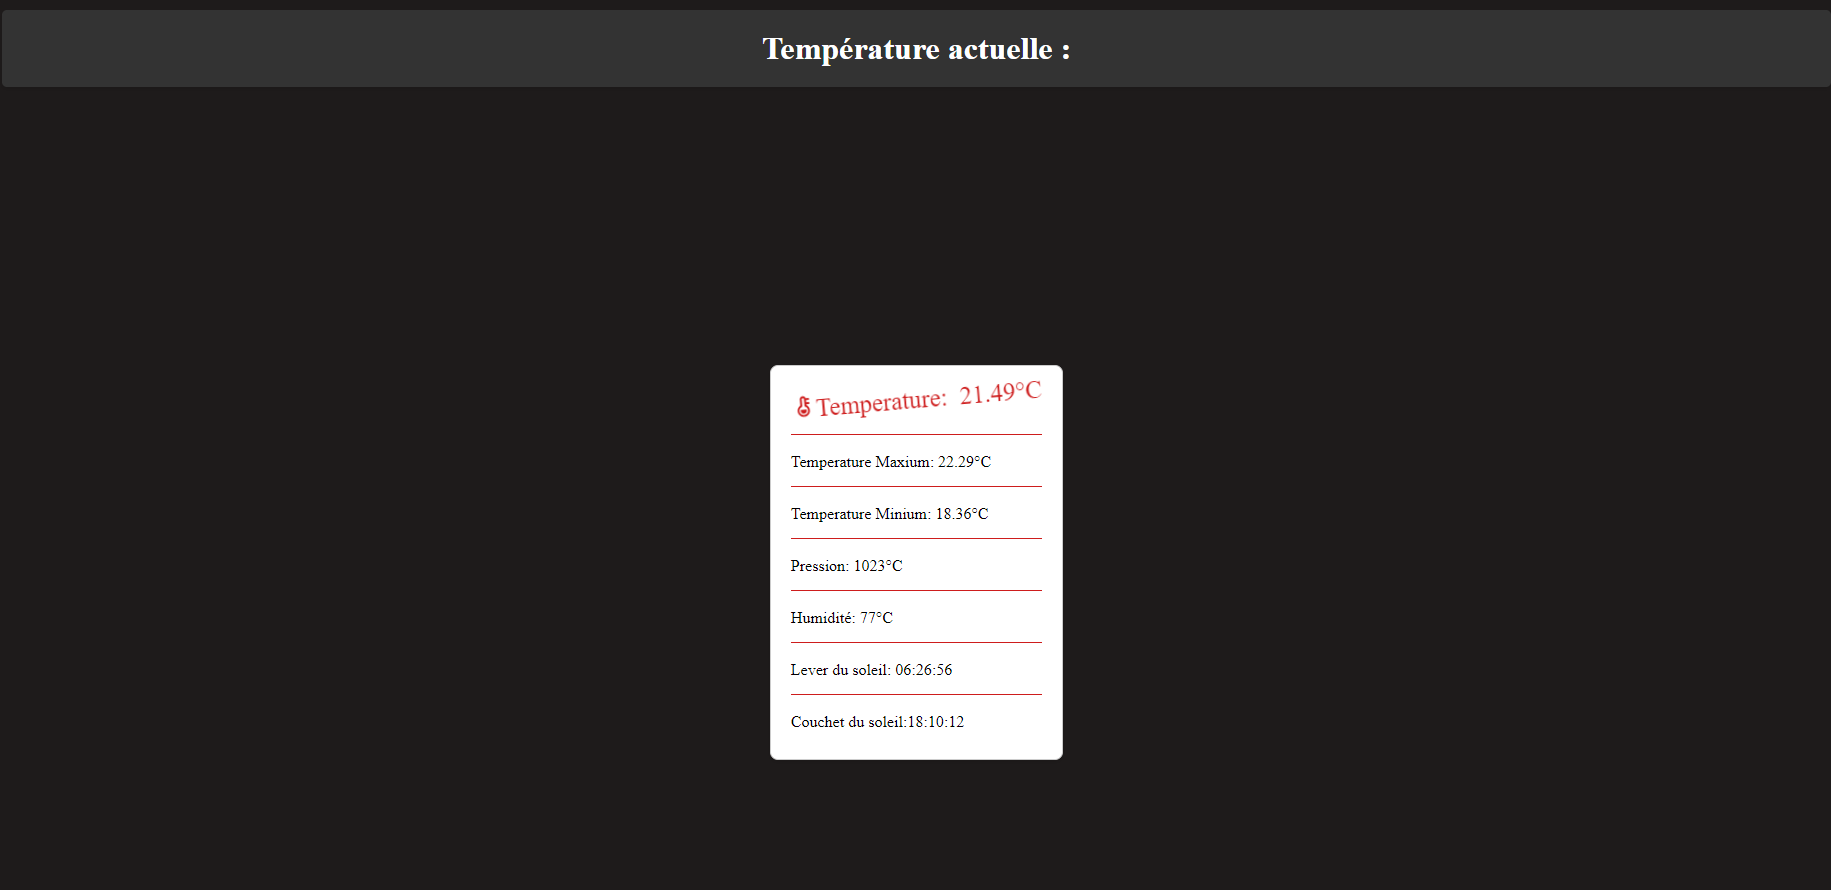 Température actuelle :
Temperature: 21.49°C
Temperature Maxium: 22.29°C
Temperature Minium: 18.36°C
Pression: 1023°C
Humidité: 77°C
Lever du soleil: 06:26:56
Couchet du soleil:18:10:12